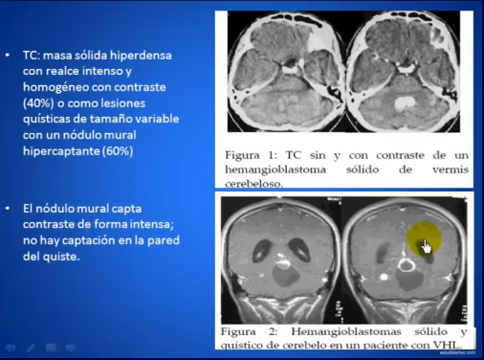 • TC: masa sólida hiperdensa
con realce intenso y
homogéneo con contraste
(40%) o como lesiones
quísticas de tamaño variable
con un nódulo mural
hipercaptante (60%)
• El nódulo mural capta
contraste de forma intensa;
no hay captación en la pared
del quiste.
Figura 1: TC sin y con contraste de un
hemangioblastoma sólido de vermis
cerebeloso.
Figura 2: Hemangioblastomas sólido y
quístico de cerebelo en un paciente con VHL.